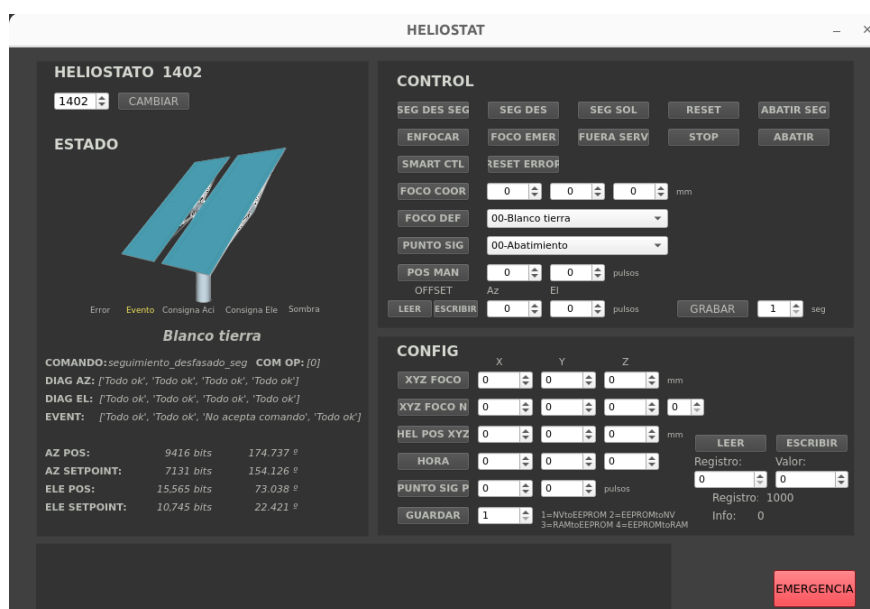 HELIOSTAT
HELIOSTATO 1402
1402 CAMBIAR
ESTADO
Error Evento Consigna Aci Consigna Ele Sombra
Blanco tierra
COMANDO: seguimiento_desfasado_seg COM OP: [0]
DIAG AZ: ['Todo ok', 'Todo ok', 'Todo ok', 'Todo ok']
DIAG EL: ['Todo ok', 'Todo ok', 'Todo ok', 'Todo ok']
EVENT: ['Todo ok', 'Todo ok', 'No acepta comando', 'Todo ok']
AZ POS: 9416 bits 174.737 º
AZ SETPOINT: 7131 bits 154.126 º
ELE POS: 15,565 bits 73.038 º
ELE SETPOINT: 10,745 bits 22.421 º
CONTROL
SEG DES SEG SEG DES SEG SOL RESET ABATIR SEG
ENFOCAR FOCO EMER FUERA SERV STOP ABATIR
SMART CTL RESET ERROR
FOCO COOR 0 0 0 mm
FOCO DEF 00-Blanco tierra
PUNTO SIG 00-Abatimiento
POS MAN 0 0 pulsos
OFFSET Az El
LEER ESCRIBIR 0 0 pulsos GRABAR 1 seg
CONFIG
X Y Z
XYZ FOCO 0 0 0 mm
XYZ FOCO N 0 0 0 0
HEL POS XYZ 0 0 0 mm
HORA 0 0 0
PUNTO SIG P 0 0 pulsos
GUARDAR 1 1=NVtoEEPROM 2=EEPROMtoNV
3=RAMtoEEPROM 4=EEPROMtoRAM
LEER ESCRIBIR
Registro: Valor:
0 0
Registro: 1000
Info: 0
EMERGENCIA